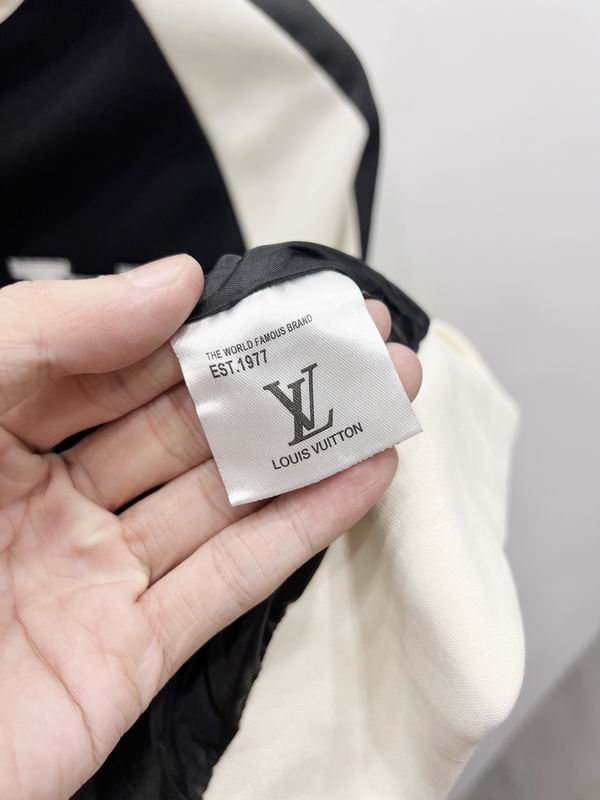 THE WORLD FAMOUS BRAND
EST.1977
LV
LOUIS VUITTON